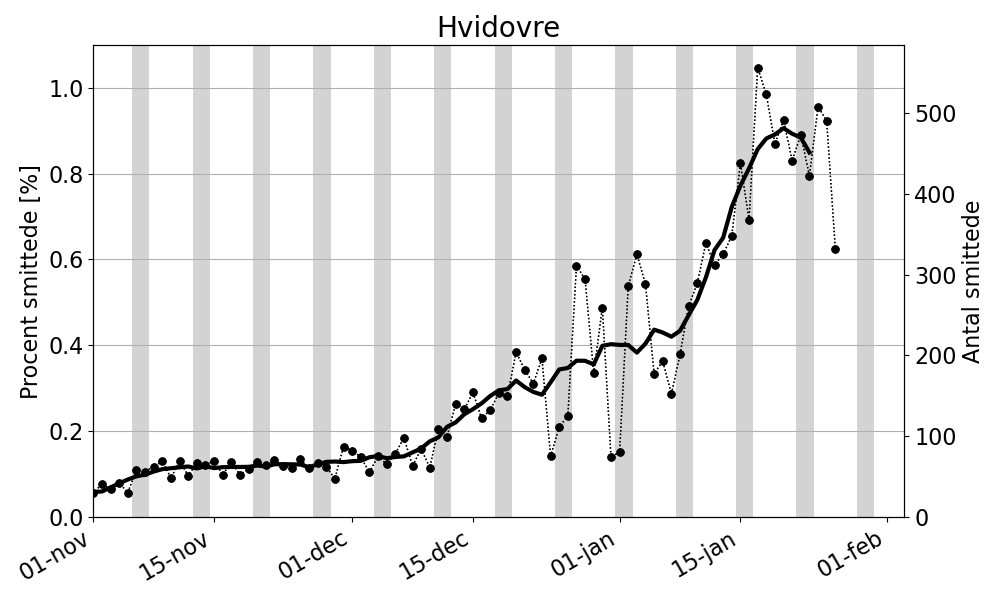 Hvidovre
Procent smittede [%]
1.0
0.8
0.6
0.4
0.2
0.0
500
400
300
200
100
0
Antal smittede
01-nov
15-nov
01-dec
15-dec
01-jan
15-jan
01-feb